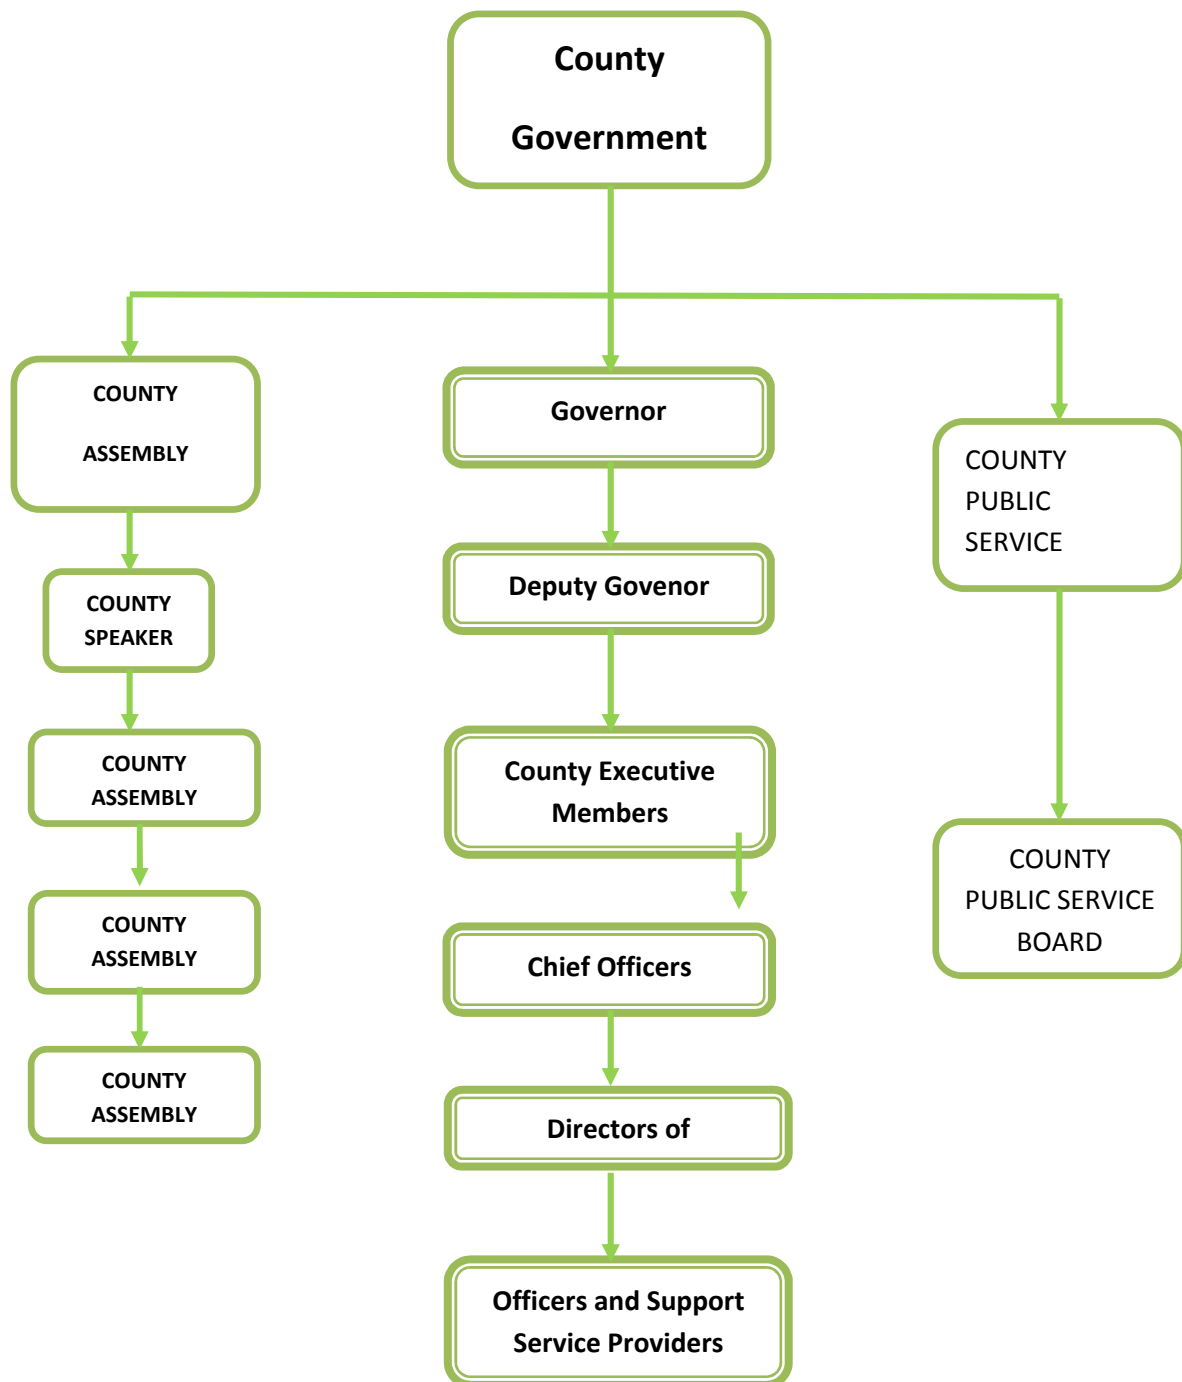 County
Government
COUNTY
ASSEMBLY
COUNTY
SPEAKER
COUNTY
ASSEMBLY
COUNTY
ASSEMBLY
COUNTY
ASSEMBLY
Governor
Deputy Govenor
County Executive
Members
Chief Officers
Directors of
Officers and Support
Service Providers
COUNTY
PUBLIC
SERVICE
COUNTY
PUBLIC SERVICE
BOARD